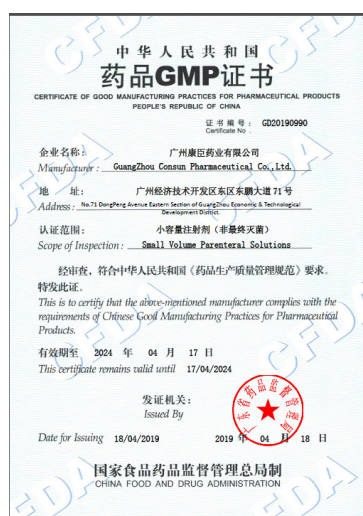 中华人民共和国
药品GMP证书
CERTIFICATE OF GOOD MANUFACTURING PRACTICES FOR PHARMACEUTICAL PRODUCTS
PEOPLE'S REPUBLIC OF CHINA
证书编号： GD20190990
Certificate No .
企业名称： 广州康臣药业有限公司
Manufacturer : GuangZhou Consun Pharmaceutical Co.,Ltd.
地 址： 广州经济技术开发区东区东鹏大道71号
Address : No.71 DongPeng Avenue Eastern Section of GuangZhou Economic & Technological
Development District.
认证范围： 小容量注射剂（非最终灭菌）
Scope of Inspection : Small Volume Parenteral Solutions
经审查，符合中华人民共和国《药品生产质量管理规范》要求。
特发此证。
This is to certify that the above-mentioned manufacturer complies with the
requirements of Chinese Good Manufacturing Practices for Pharmaceutical
Products.
有效期至 2024 年 04 月 17 日
This certificate remains valid until 17/04/2024
发证机关：
Issued By
广东省药品监督管理局
Date for Issuing 18/04/2019 2019 年 04 月 18 日
国家食品药品监督管理总局制
CHINA FOOD AND DRUG ADMINISTRATION
CFDA